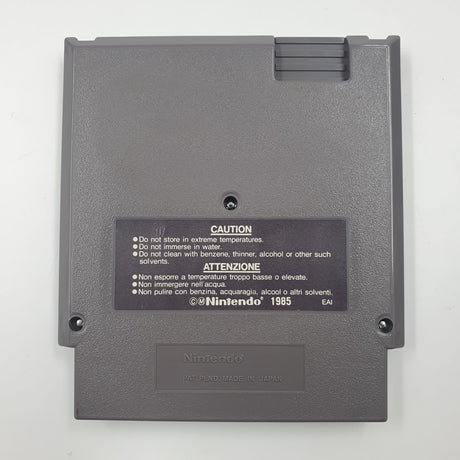 CAUTION
●Do not store in extreme temperatures.
●Do not immerse in water.
●Do not clean with benzene, thinner, alcohol or other such
solvents.
ATTENZIONE
●Non esporre a temperature troppo basse o elevate.
●Non immergere nell'acqua.
●Non pulire con benzina, acquaragia, alcool o altri solventi.
©ⓂNintendo® 1985 EAI
Nintendo®
PAT. PEND. MADE IN JAPAN